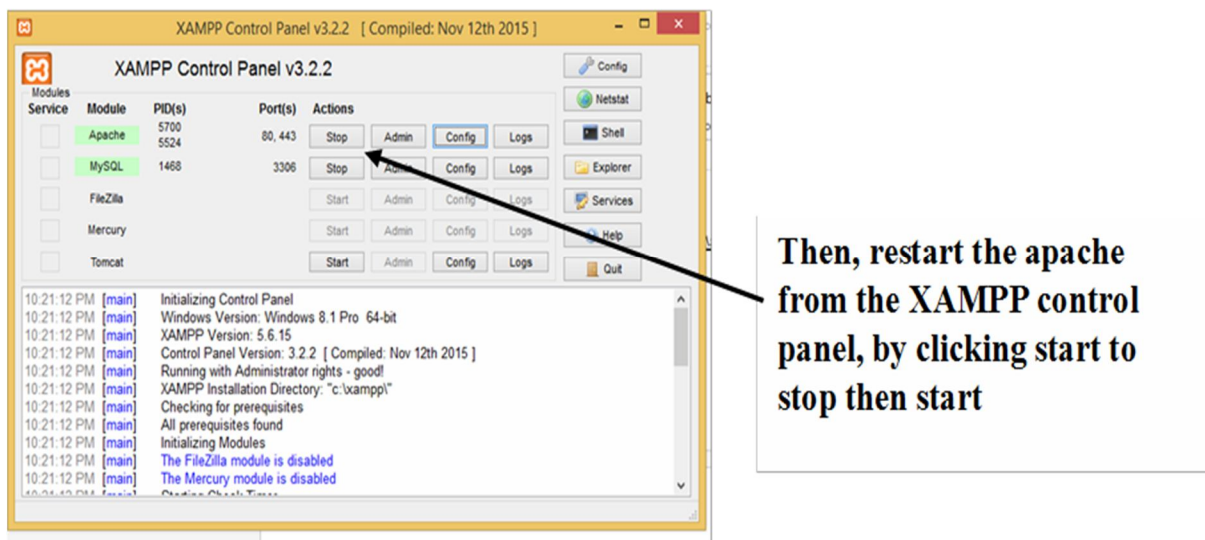 XAMPP Control Panel v3.2.2 [ Compiled: Nov 12th 2015 ]
XAMPP Control Panel v3.2.2
Config
Modules
Service Module PID(s) Port(s) Actions
Netstat
Apache 5700 5524 80, 443 Stop Admin Config Logs
Shell
MySQL 1468 3306 Stop Admin Config Logs
Explorer
FileZilla Start Admin Config Logs
Services
Mercury Start Admin Config Logs
Help
Tomcat Start Admin Config Logs
Quit
10:21:12 PM [main] Initializing Control Panel
10:21:12 PM [main] Windows Version: Windows 8.1 Pro 64-bit
10:21:12 PM [main] XAMPP Version: 5.6.15
10:21:12 PM [main] Control Panel Version: 3.2.2 [ Compiled: Nov 12th 2015 ]
10:21:12 PM [main] Running with Administrator rights - good!
10:21:12 PM [main] XAMPP Installation Directory: "c:\xampp\"
10:21:12 PM [main] Checking for prerequisites
10:21:12 PM [main] All prerequisites found
10:21:12 PM [main] Initializing Modules
10:21:12 PM [main] The FileZilla module is disabled
10:21:12 PM [main] The Mercury module is disabled
Then, restart the apache
from the XAMPP control
panel, by clicking start to
stop then start